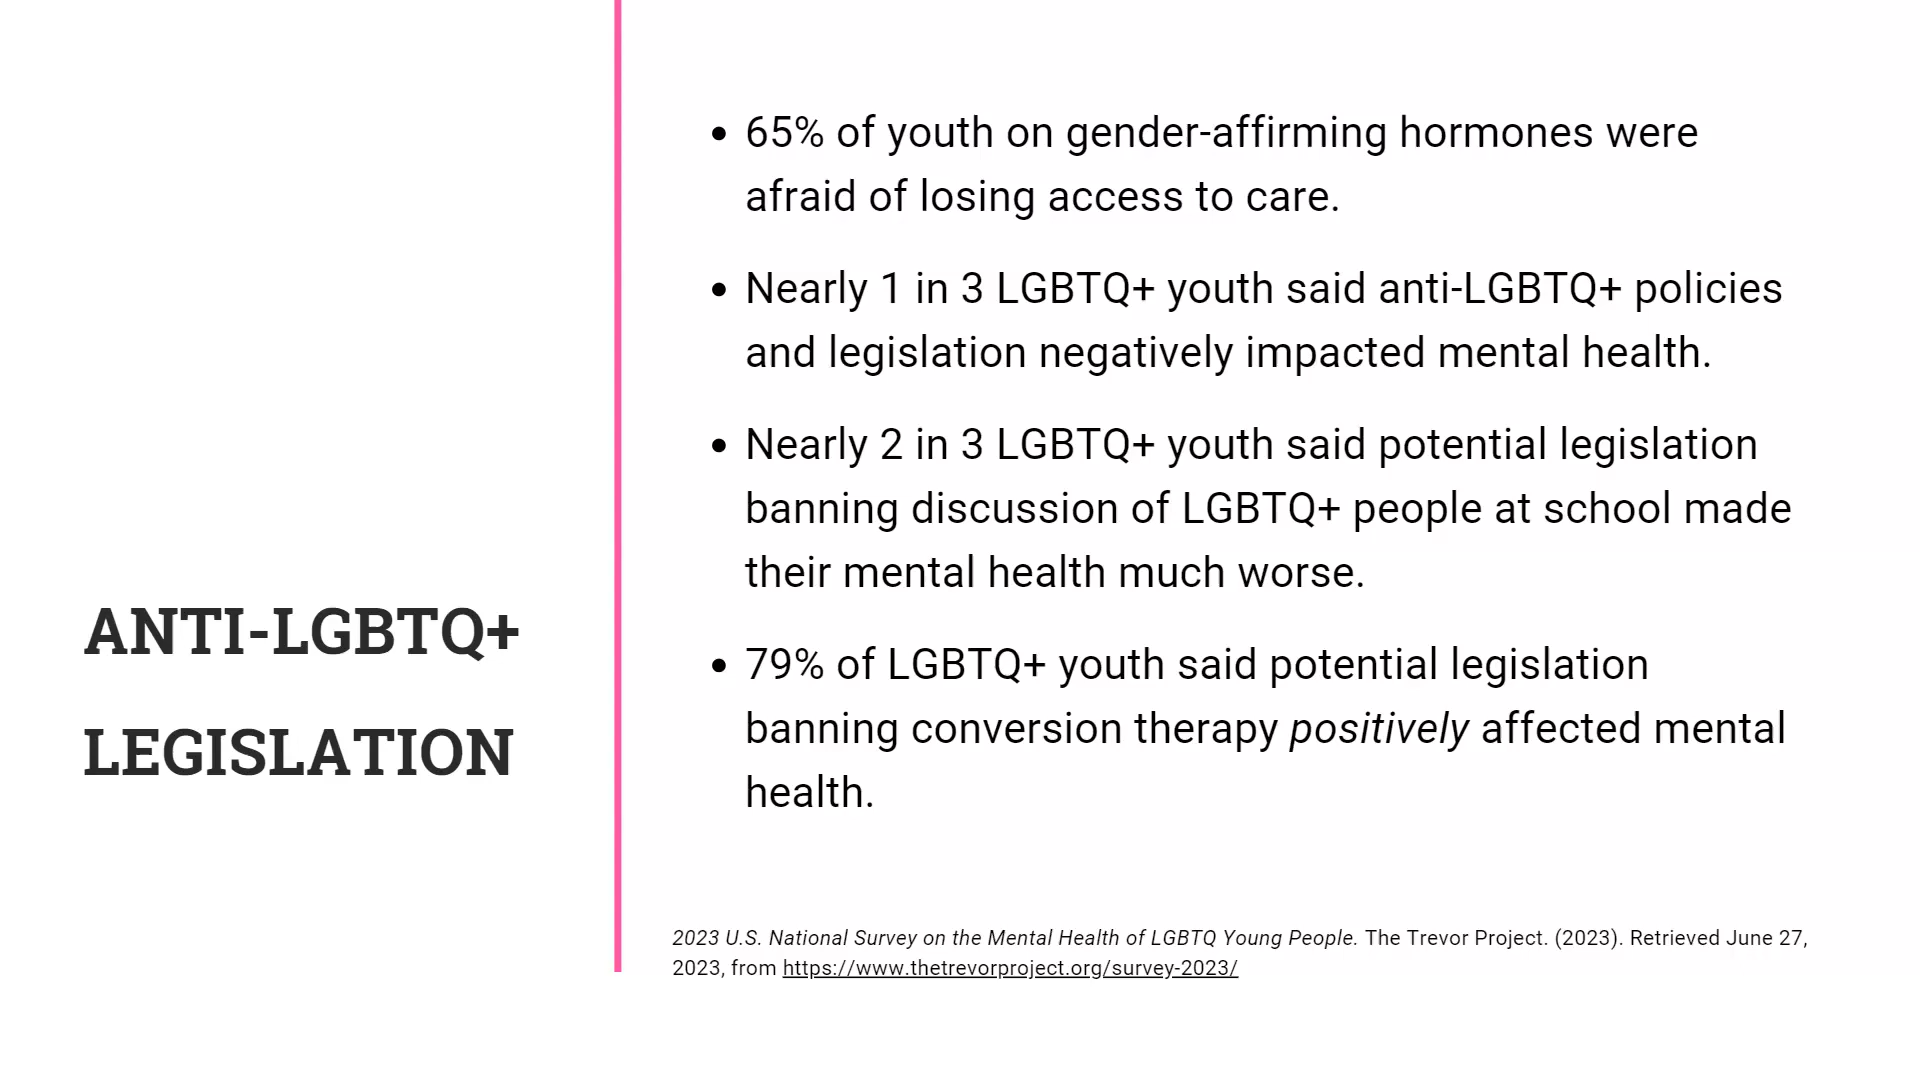 ANTI-LGBTQ+
LEGISLATION
• 65% of youth on gender-affirming hormones were
afraid of losing access to care.
• Nearly 1 in 3 LGBTQ+ youth said anti-LGBTQ+ policies
and legislation negatively impacted mental health.
• Nearly 2 in 3 LGBTQ+ youth said potential legislation
banning discussion of LGBTQ+ people at school made
their mental health much worse.
• 79% of LGBTQ+ youth said potential legislation
banning conversion therapy positively affected mental
health.
2023 U.S. National Survey on the Mental Health of LGBTQ Young People. The Trevor Project. (2023). Retrieved June 27,
2023, from https://www.thetrevorproject.org/survey-2023/